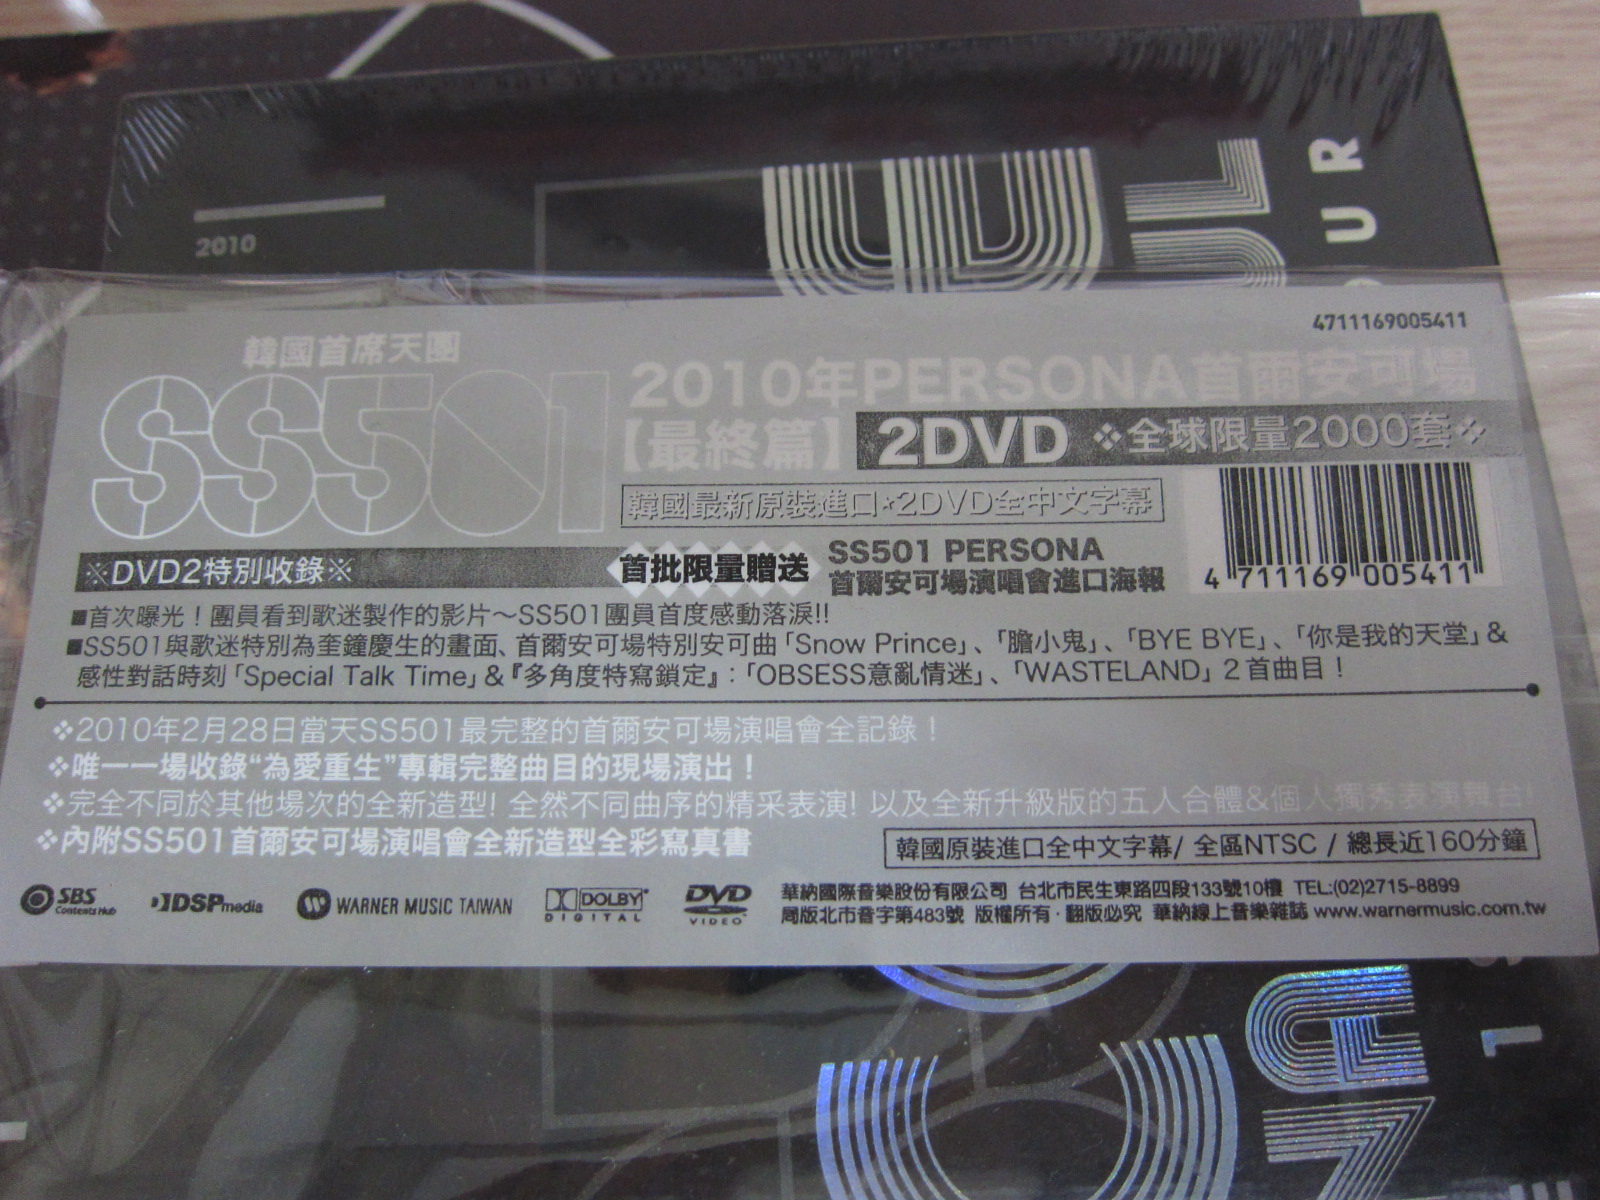 2010
UR
4711169005411
韓國首席天團
SS501
2010年PERSONA首爾安可場
【最終篇】 2DVD ※全球限量2000套※
韓國最新原裝進口★2DVD全中文字幕
※DVD2特別收錄※
首批限量贈送 SS501 PERSONA
首爾安可場演唱會進口海報
4 711169 005411
■首次曝光!團員看到歌迷製作的影片~SS501團員首度感動落淚!!
■SS501與歌迷特別為奎鐘慶生的畫面、首爾安可場特別安可曲「Snow Prince」、「膽小鬼」、「BYE BYE」、「你是我的天堂」&
感性對話時刻「Special Talk Time」&『多角度特寫鎖定』:「OBSESS意亂情迷」、「WASTELAND」2首曲目!
❖2010年2月28日當天SS501最完整的首爾安可場演唱會全記錄!
❖唯一一場收錄“為愛重生”專輯完整曲目的現場演出!
❖完全不同於其他場次的全新造型! 全然不同曲序的精采表演! 以及全新升級版的五人合體&個人獨秀表演舞台!
❖內附SS501首爾安可場演唱會全新造型全彩寫真書
韓國原裝進口全中文字幕/ 全區NTSC / 總長近160分鐘
SBS Contents Hub DSPmedia WARNER MUSIC TAIWAN DOLBY DIGITAL DVD VIDEO
華納國際音樂股份有限公司 台北市民生東路四段133號10樓 TEL:(02)2715-8899
局版北市音字第483號 版權所有·翻版必究 華納線上音樂雜誌 www.warnermusic.com.tw